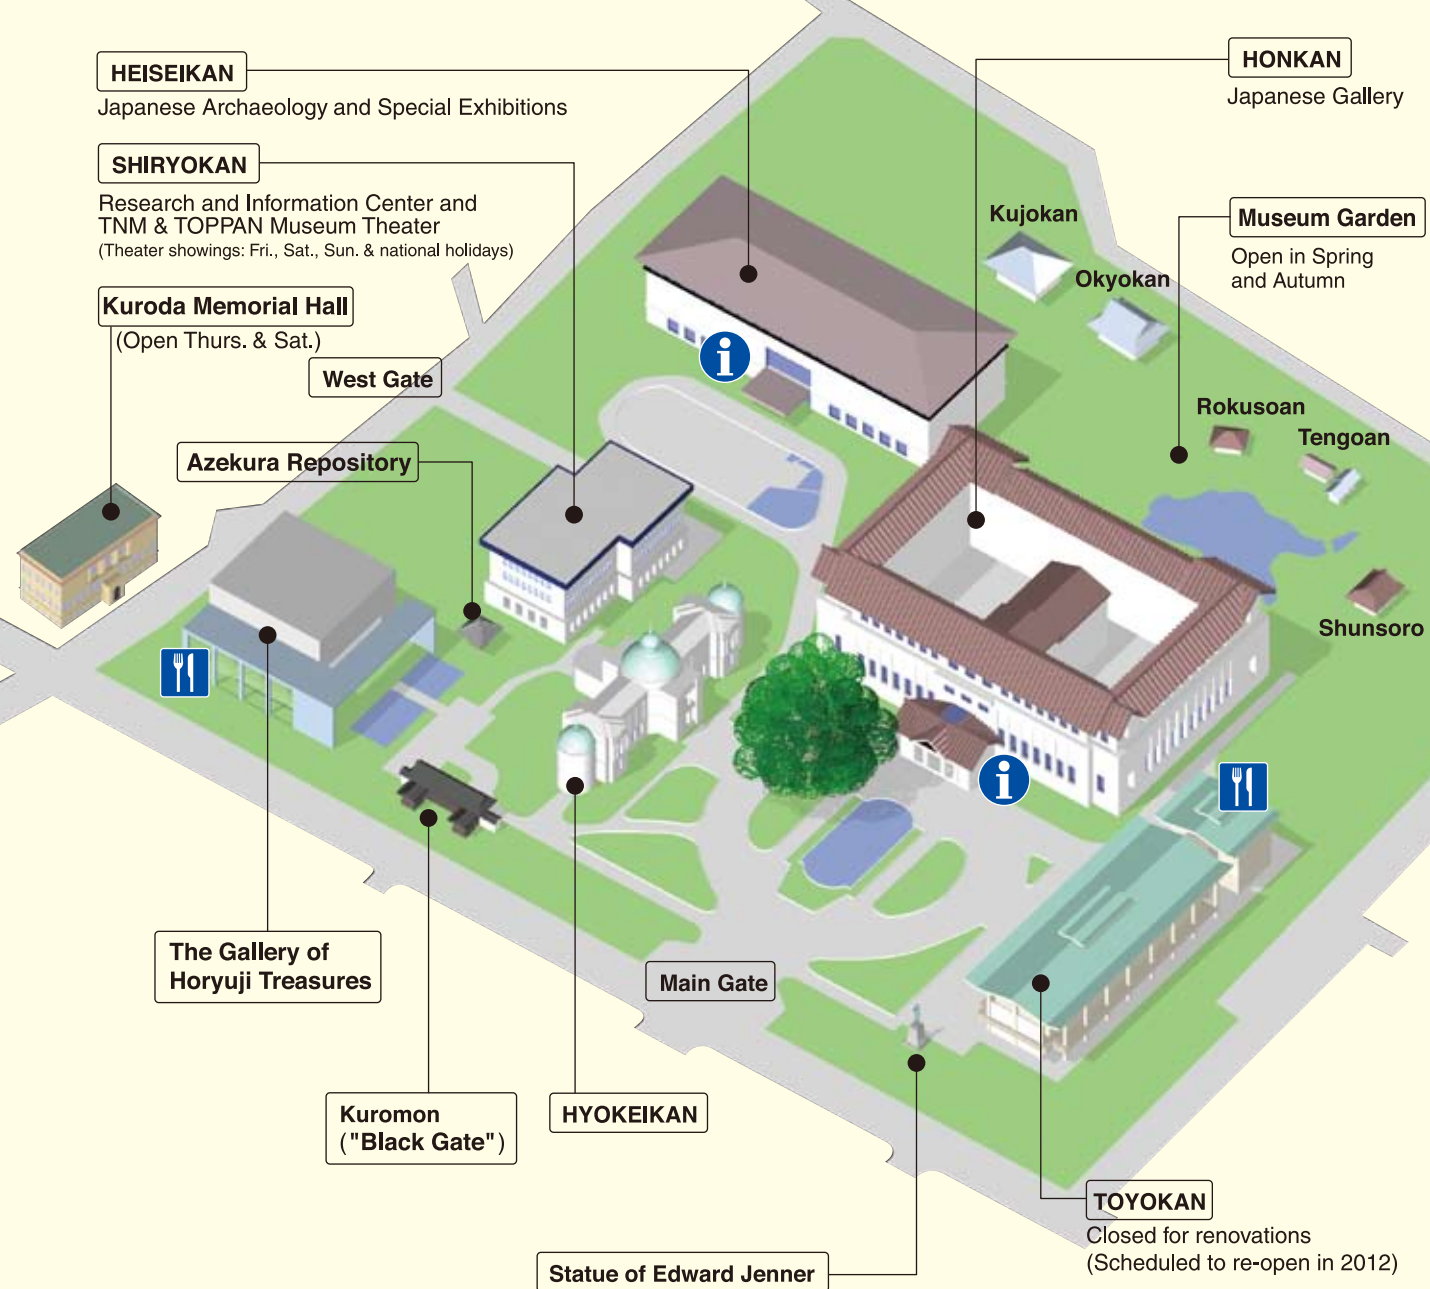 HEISEIKAN
Japanese Archaeology and Special Exhibitions
SHIRYOKAN
Research and Information Center and
TNM & TOPPAN Museum Theater
(Theater showings: Fri., Sat., Sun. & national holidays)
Kuroda Memorial Hall
(Open Thurs. & Sat.)
West Gate
Azekura Repository
HONKAN
Japanese Gallery
Museum Garden
Open in Spring
and Autumn
Kujokan
Okyokan
Rokusoan
Tengoan
Shunsoro
i
i
The Gallery of
Horyuji Treasures
Main Gate
Kuromon
("Black Gate")
HYOKEIKAN
TOYOKAN
Closed for renovations
(Scheduled to re-open in 2012)
Statue of Edward Jenner